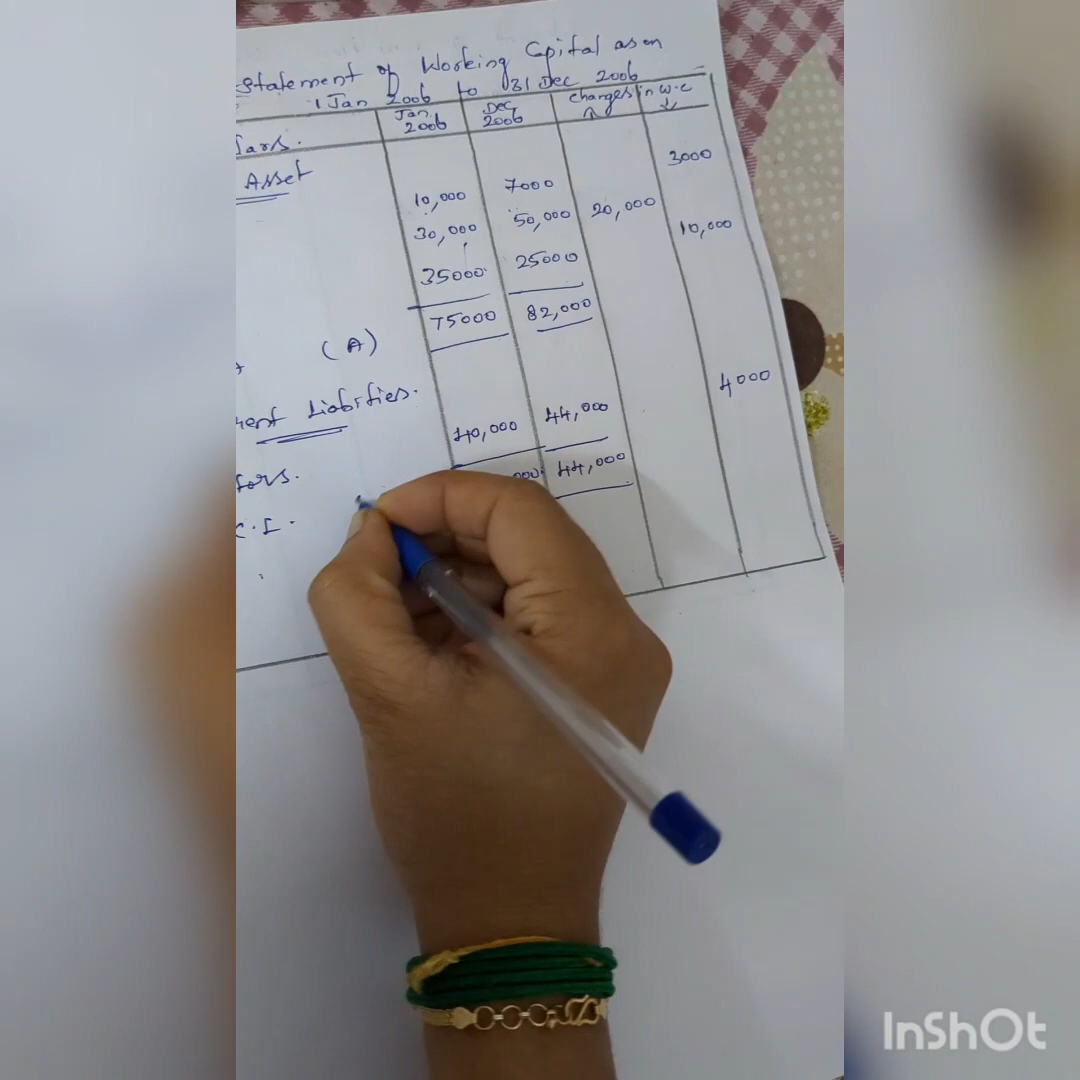 Statement of Working Capital as on
1 Jan 2006 to 31 Dec 2006
Jan 2006 Dec 2006 Changes in W.C
↑ ↓
Asset
10,000 7000 3000
30,000 50,000 20,000
35000 25000 10,000
75000 82,000
(A)
Liabilities.
40,000 44,000 4000
000 44,000
C.L.
InShOt